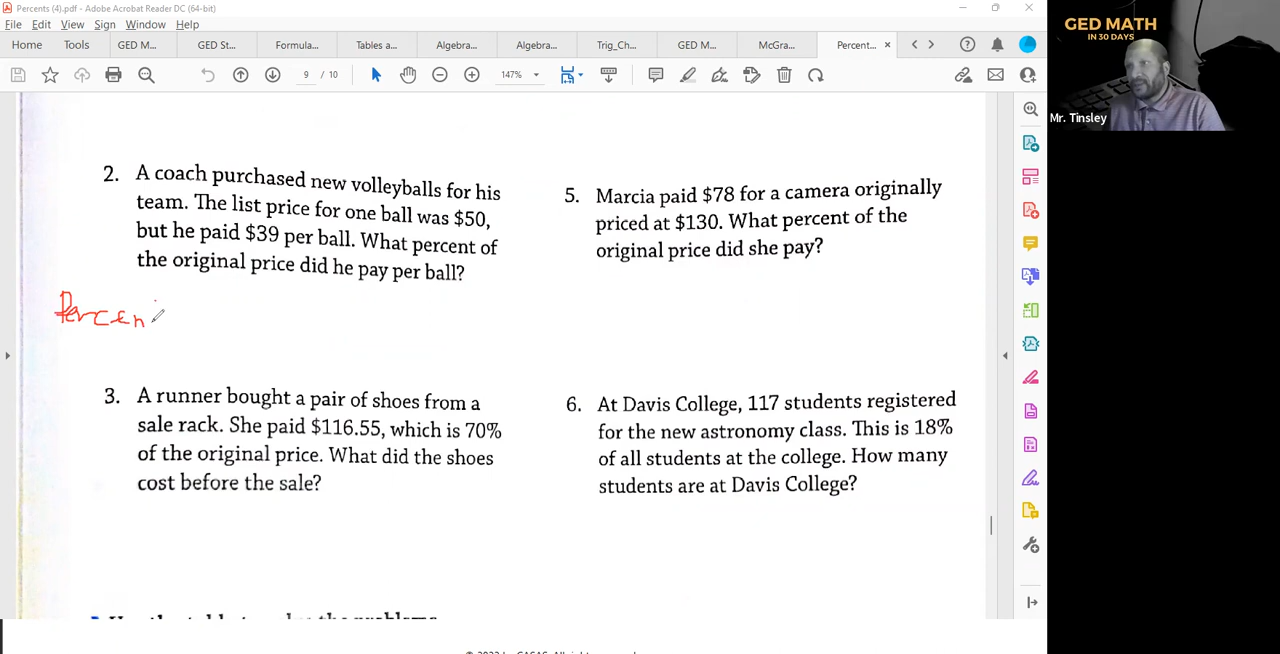 Percents (4).pdf - Adobe Acrobat Reader DC (64-bit)
File Edit View Sign Window Help
Home Tools GED M... GED St... Formula... Tables a... Algebra... Algebra... Trig_Ch... GED M... McGra... Percent... ×
9 / 10 147%
2. A coach purchased new volleyballs for his
team. The list price for one ball was $50,
but he paid $39 per ball. What percent of
the original price did he pay per ball?
Percen
3. A runner bought a pair of shoes from a
sale rack. She paid $116.55, which is 70%
of the original price. What did the shoes
cost before the sale?
5. Marcia paid $78 for a camera originally
priced at $130. What percent of the
original price did she pay?
6. At Davis College, 117 students registered
for the new astronomy class. This is 18%
of all students at the college. How many
students are at Davis College?
GED MATH
IN 30 DAYS
Mr. Tinsley